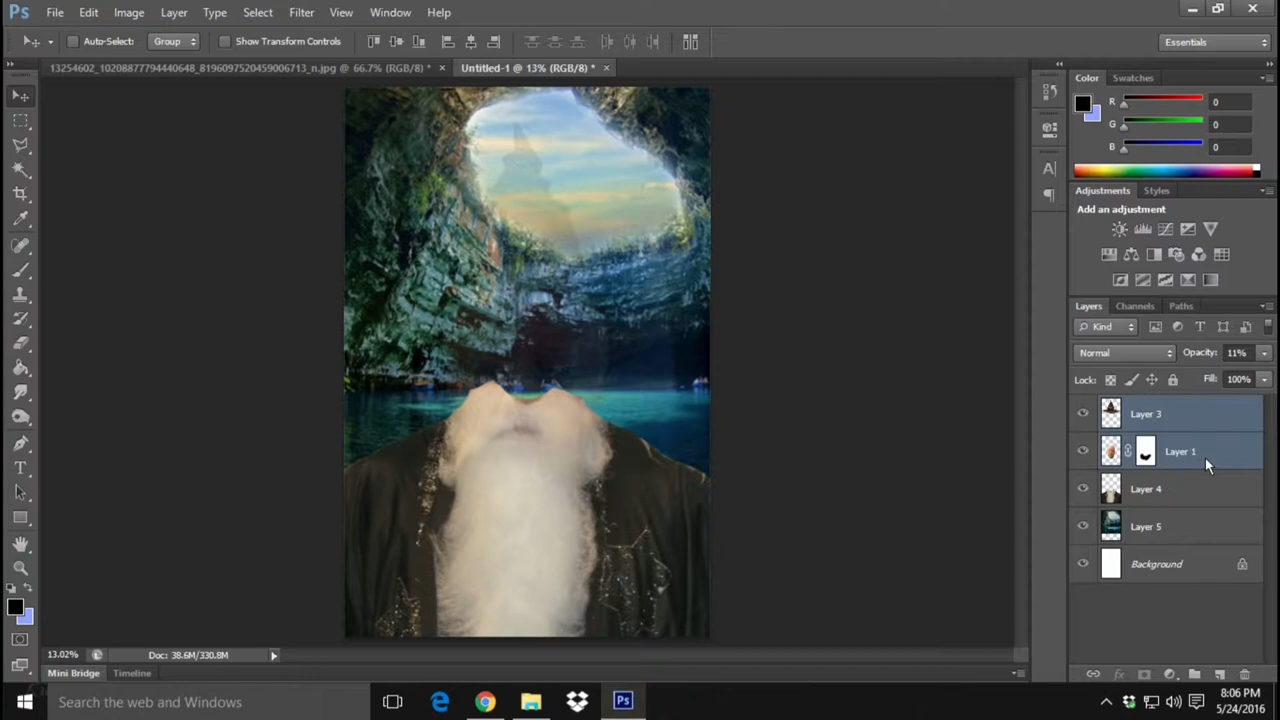 Ps File Edit Image Layer Type Select Filter View Window Help
Auto-Select: Group Show Transform Controls Essentials
13254602_10208877794440648_8196097520459006713_n.jpg @ 66.7% (RGB/8) * × Untitled-1 @ 13% (RGB/8) * ×
Color Swatches
R 0
G 0
B 0
Adjustments Styles
Add an adjustment
Layers Channels Paths
Kind
Normal Opacity: 11%
Lock: Fill: 100%
Layer 3
Layer 1
Layer 4
Layer 5
Background
13.02% Doc: 38.6M/330.8M
Mini Bridge Timeline
Search the web and Windows
Ps
8:06 PM
5/24/2016